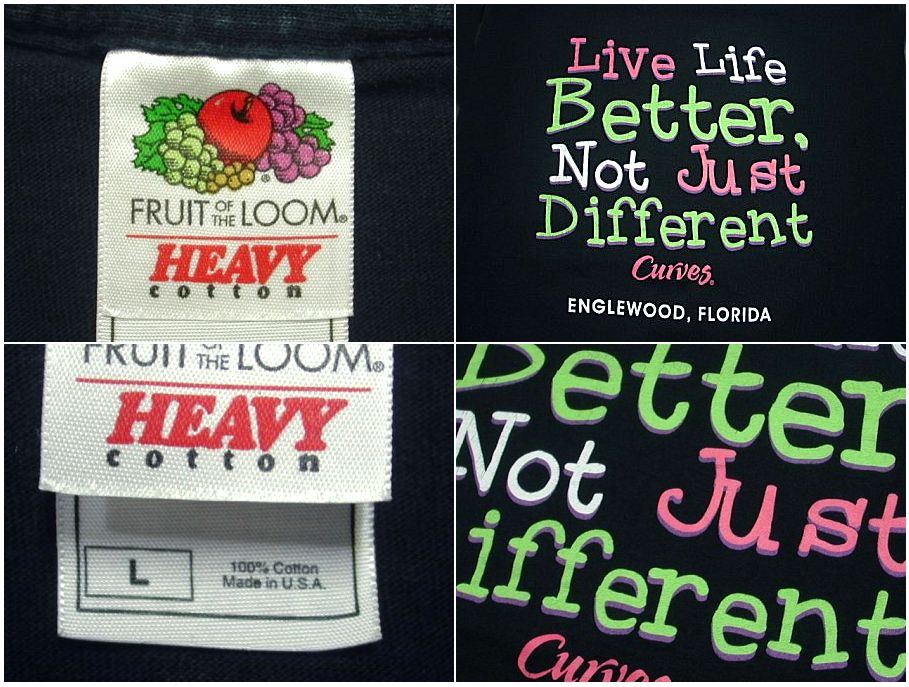 FRUIT OF THE LOOM®
HEAVY
cotton
Live Life
Better,
Not Just
Different
Curves®
ENGLEWOOD, FLORIDA
FRUIT OF THE LOOM®
HEAVY
cotton
L
100% Cotton
Made in U.S.A.
Better,
Not Just
ifferent
Curves